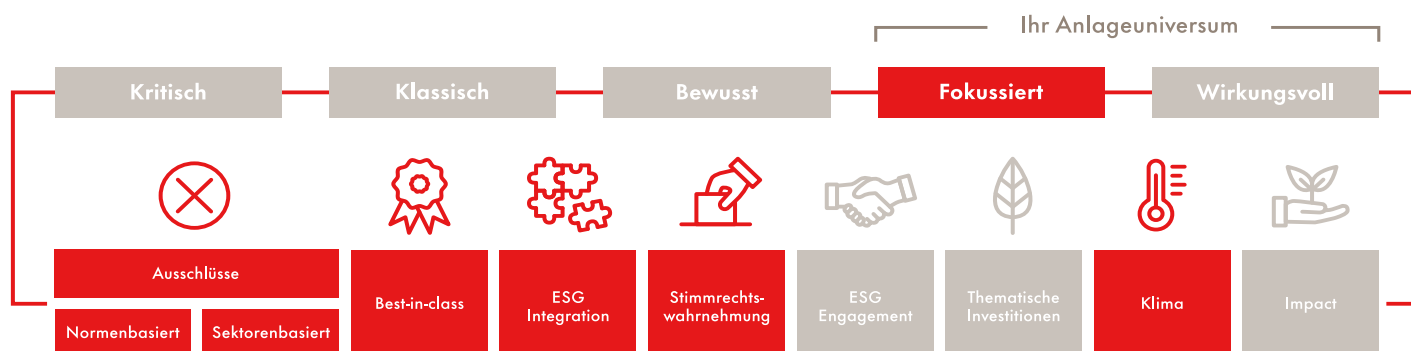 Ihr Anlageuniversum
Kritisch
Klassisch
Bewusst
Fokussiert
Wirkungsvoll
Ausschlüsse
Normenbasiert
Sektorenbasiert
Best-in-class
ESG
Integration
Stimmrechts-
wahrnehmung
ESG
Engagement
Thematische
Investitionen
Klima
Impact